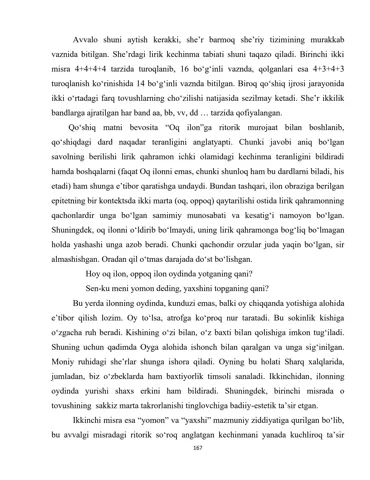 Avvalo shuni aytish kerakki, she’r barmoq she’riy tizimining murakkab
vaznida bitilgan. She’rdagi lirik kechinma tabiati shuni taqazo qiladi. Birinchi ikki
misra 4+4+4+4 tarzida turoqlanib, 16 bo‘g‘inli vaznda, qolganlari esa 4+3+4+3
turoqlanish ko‘rinishida 14 bo‘g‘inli vaznda bitilgan. Biroq qo‘shiq ijrosi jarayonida
ikki o‘rtadagi farq tovushlarning cho‘zilishi natijasida sezilmay ketadi. She’r ikkilik
bandlarga ajratilgan har band aa, bb, vv, dd … tarzida qofiyalangan.
Qo‘shiq matni bevosita “Oq ilon”ga ritorik murojaat bilan boshlanib,
qo‘shiqdagi dard naqadar teranligini anglatyapti. Chunki javobi aniq bo‘lgan
savolning berilishi lirik qahramon ichki olamidagi kechinma teranligini bildiradi
hamda boshqalarni (faqat Oq ilonni emas, chunki shunloq ham bu dardlarni biladi, his
etadi) ham shunga e’tibor qaratishga undaydi. Bundan tashqari, ilon obraziga berilgan
epitetning bir kontektsda ikki marta (oq, oppoq) qaytarilishi ostida lirik qahramonning
qachonlardir unga bo‘lgan samimiy munosabati va kesatig‘i namoyon bo‘lgan.
Shuningdek, oq ilonni o‘ldirib bo‘lmaydi, uning lirik qahramonga bog‘liq bo‘lmagan
holda yashashi unga azob beradi. Chunki qachondir orzular juda yaqin bo‘lgan, sir
almashishgan. Oradan qil o‘tmas darajada do‘st bo‘lishgan.
Hoy oq ilon, oppoq ilon oydinda yotganing qani?
Sen-ku meni yomon deding, yaxshini topganing qani?
Bu yerda ilonning oydinda, kunduzi emas, balki oy chiqqanda yotishiga alohida
e’tibor qilish lozim. Oy to‘lsa, atrofga ko‘proq nur taratadi. Bu sokinlik kishiga
o‘zgacha ruh beradi. Kishining o‘zi bilan, o‘z baxti bilan qolishiga imkon tug‘iladi.
Shuning uchun qadimda Oyga alohida ishonch bilan qaralgan va unga sig‘inilgan.
Moniy ruhidagi she’rlar shunga ishora qiladi. Oyning bu holati Sharq xalqlarida,
jumladan, biz o‘zbeklarda ham baxtiyorlik timsoli sanaladi. Ikkinchidan, ilonning
oydinda yurishi shaxs erkini ham bildiradi. Shuningdek, birinchi misrada o
tovushining sakkiz marta takrorlanishi tinglovchiga badiiy-estetik ta’sir etgan.
Ikkinchi misra esa “yomon” va “yaxshi” mazmuniy ziddiyatiga qurilgan bo‘lib,
bu avvalgi misradagi ritorik so‘roq anglatgan kechinmani yanada kuchliroq ta’sir
167